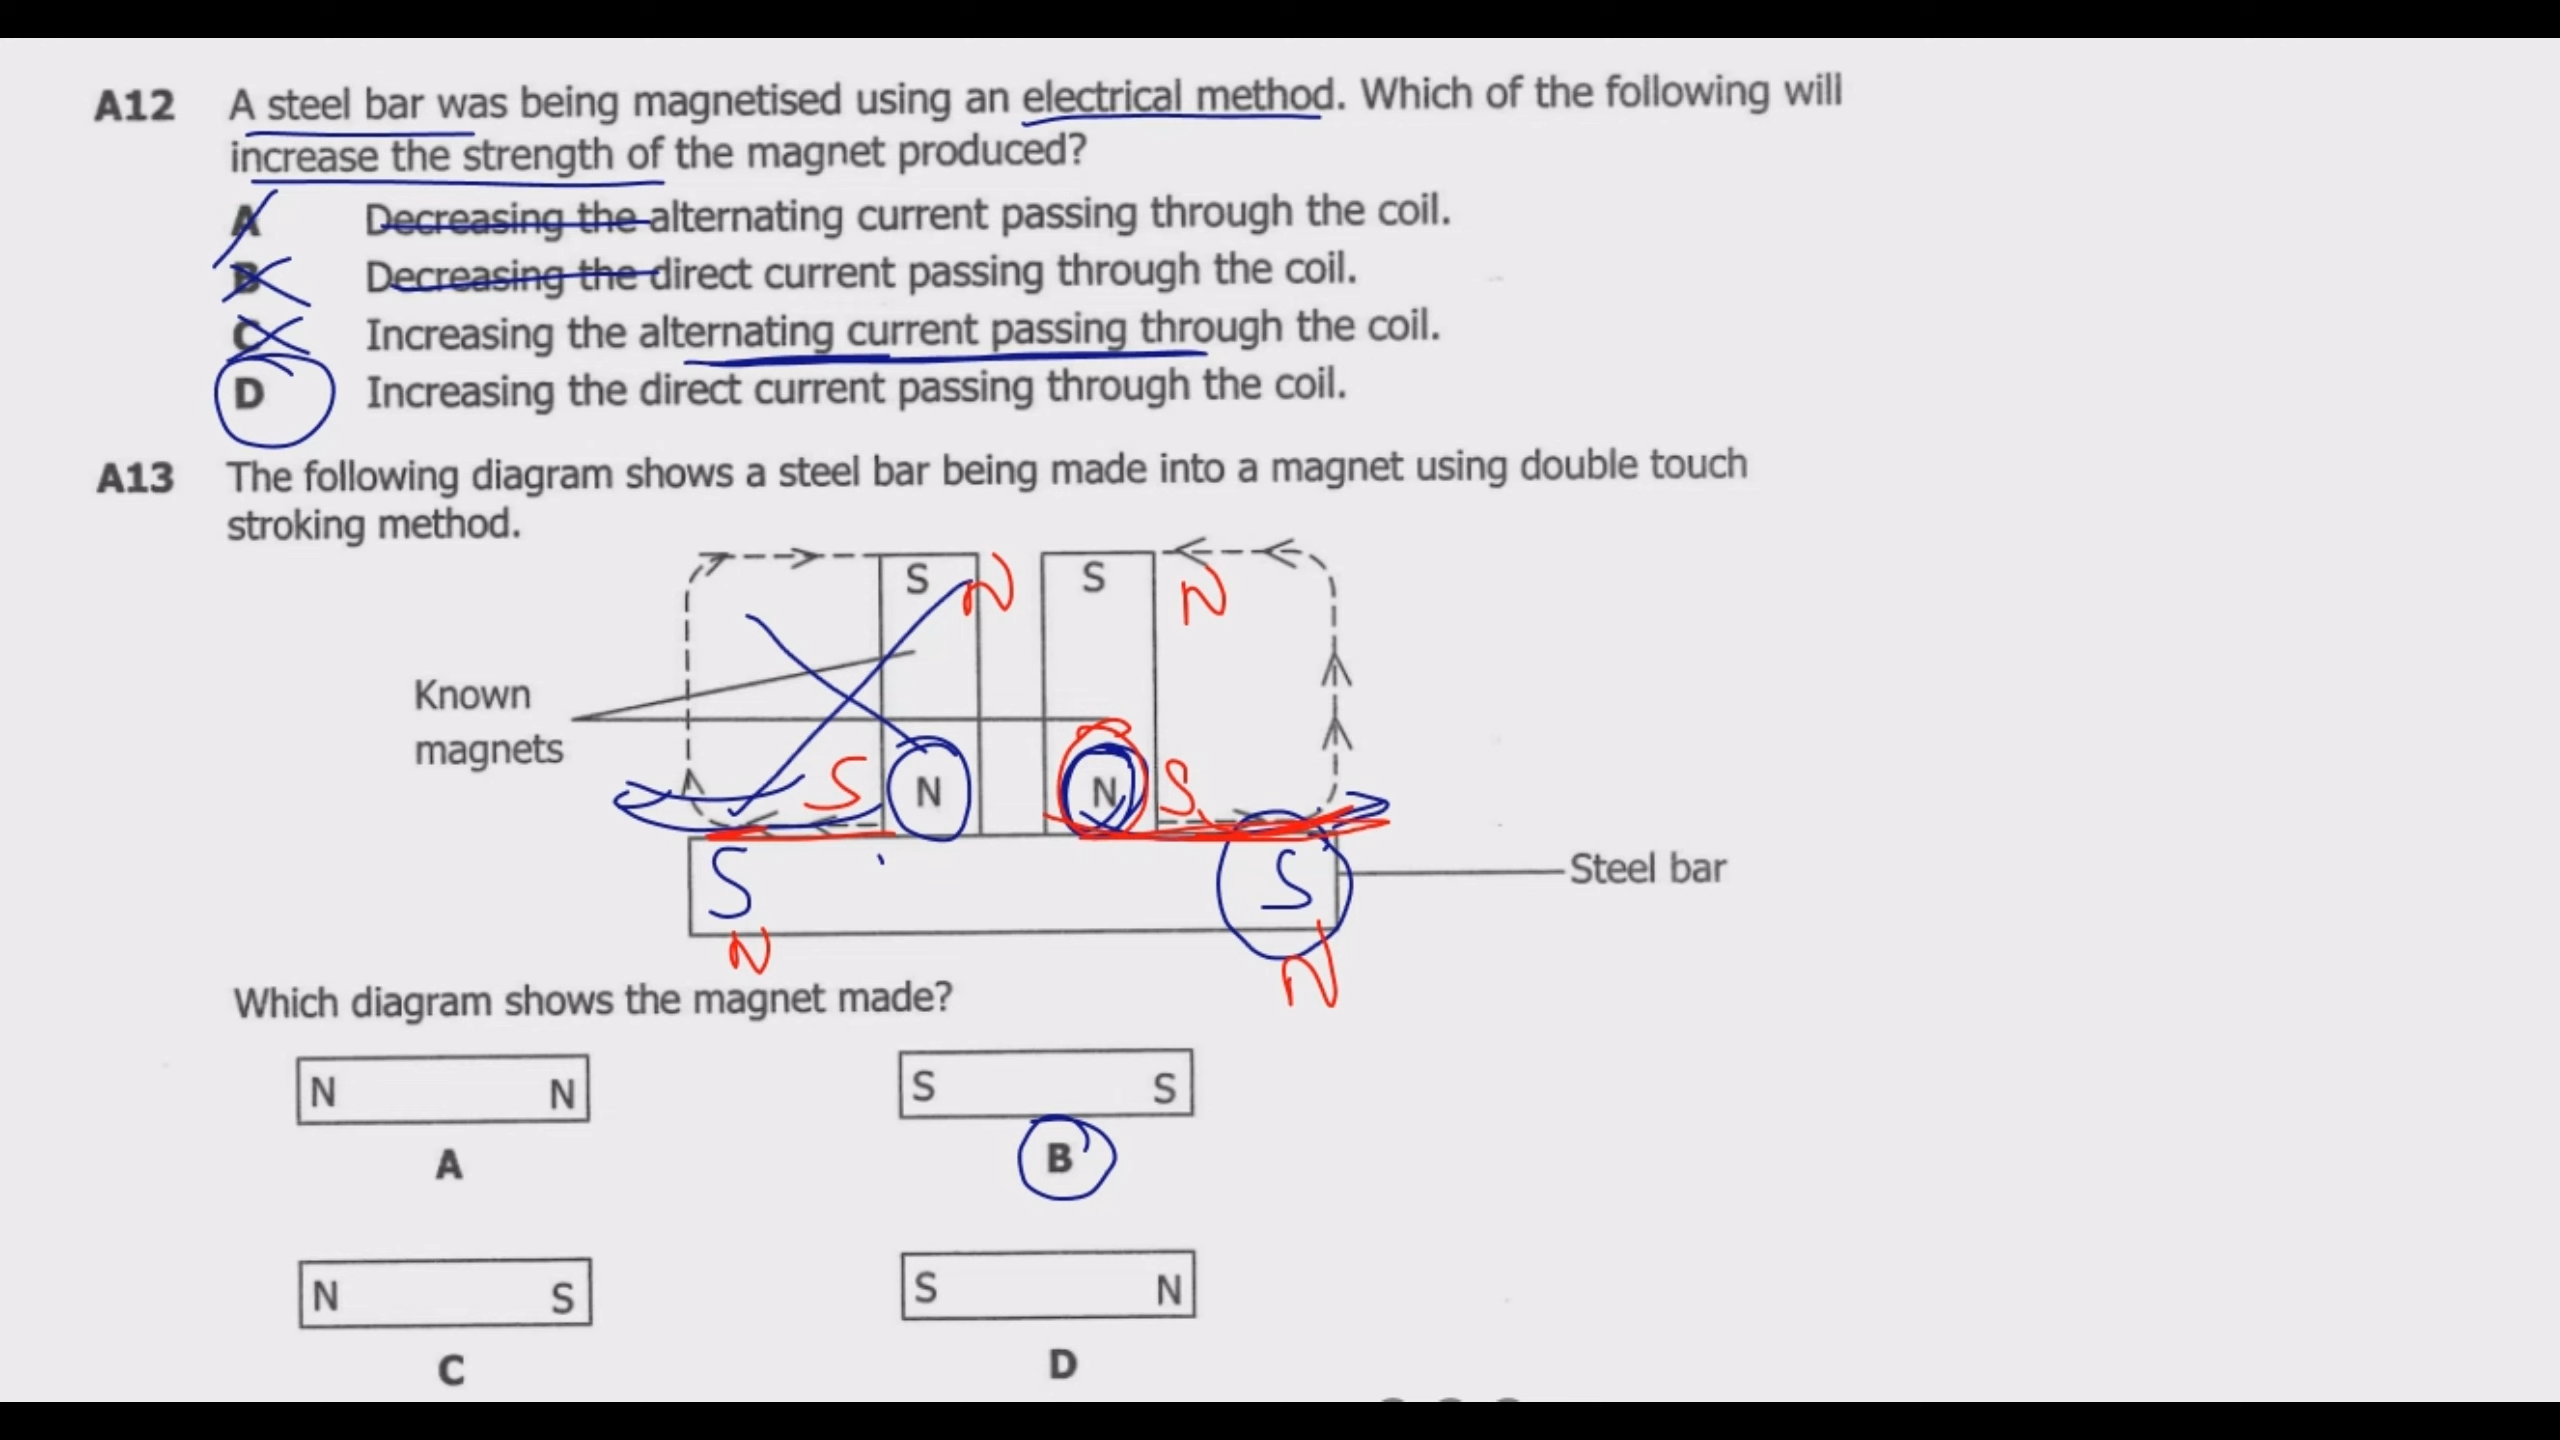 A12 A steel bar was being magnetised using an electrical method. Which of the following will
increase the strength of the magnet produced?
A Decreasing the alternating current passing through the coil.
B Decreasing the direct current passing through the coil.
C Increasing the alternating current passing through the coil.
D Increasing the direct current passing through the coil.
A13 The following diagram shows a steel bar being made into a magnet using double touch
stroking method.
S N S N
Known
magnets
S N N S
S S Steel bar
N N
Which diagram shows the magnet made?
N N S S
A B
N S S N
C D